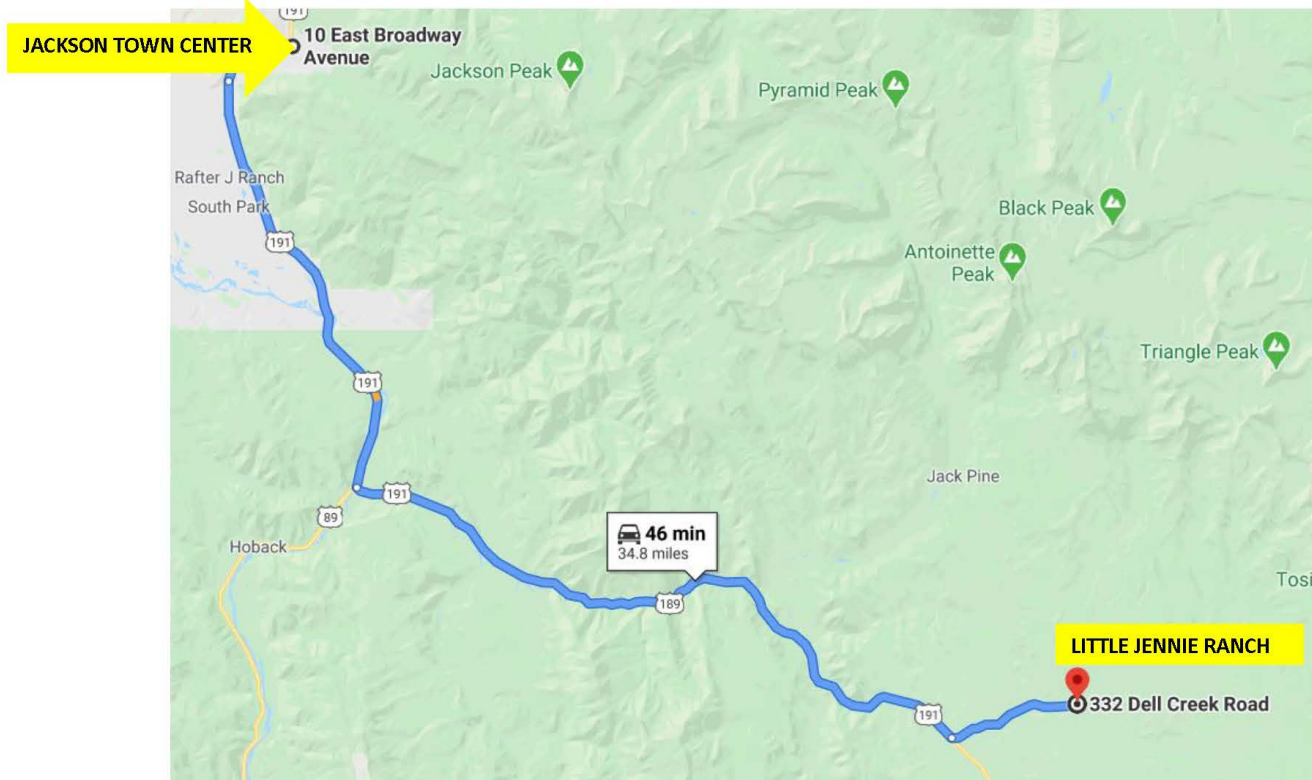 191
JACKSON TOWN CENTER
10 East Broadway
Avenue
Jackson Peak
Pyramid Peak
Rafter J Ranch
South Park
191
Black Peak
Antoinette
Peak
Triangle Peak
191
Jack Pine
191
89
Hoback
46 min
34.8 miles
189
Tosi
LITTLE JENNIE RANCH
332 Dell Creek Road
191